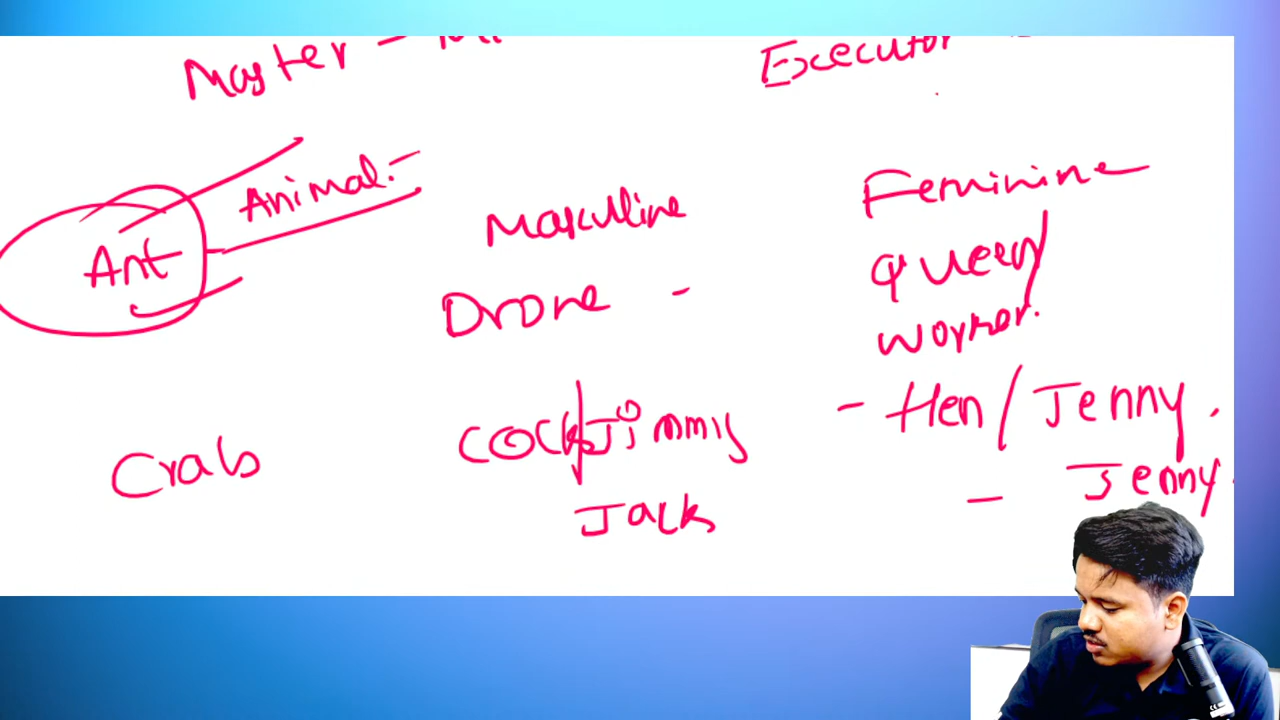 Master -
Executor
Animal. -
Ant
Masculine
Feminine
Drone -
Queen/
Worker.
Crab
Cock/Jimmy
- Hen/Jenny.
Jack
- Jenny.